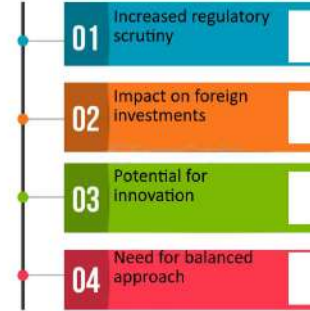 01
Increased regulatory
scrutiny
02
Impact on foreign
investments
03
Potential for
innovation
04
Need for balanced
approach